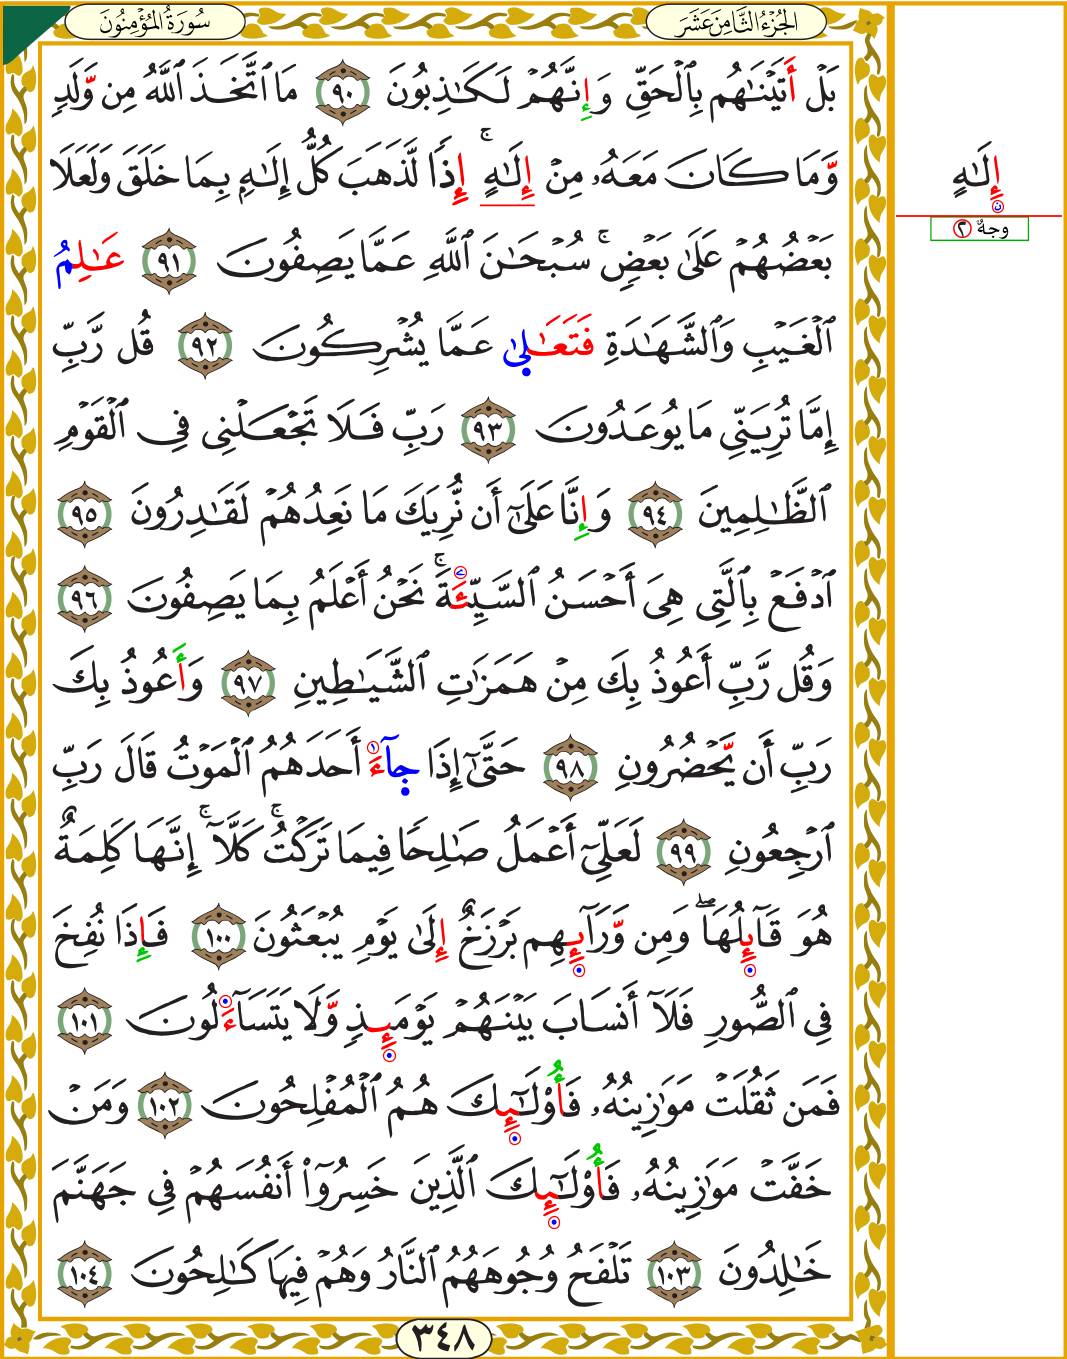 سُورَةُ المُؤْمِنُونَ
الجُزْءُ الثَّامِنَ عَشَرَ
بَلْ أَتَيْنَـٰهُم بِٱلْحَقِّ وَإِنَّهُمْ لَكَـٰذِبُونَ ٩٠ مَا ٱتَّخَذَ ٱللَّهُ مِن وَّلَدٍ
وَّمَا كَانَ مَعَهُۥ مِنْ إِلَـٰهٍ ۚ إِذًا لَّذَهَبَ كُلُّ إِلَـٰهٍۭ بِمَا خَلَقَ وَلَعَلَا
بَعْضُهُمْ عَلَىٰ بَعْضٍ ۚ سُبْحَـٰنَ ٱللَّهِ عَمَّا يَصِفُونَ ٩١ عَـٰلِمُ
ٱلْغَيْبِ وَٱلشَّهَـٰدَةِ فَتَعَـٰلَىٰ عَمَّا يُشْرِكُونَ ٩٢ قُل رَّبِّ
إِمَّا تُرِيَنِّى مَا يُوعَدُونَ ٩٣ رَبِّ فَلَا تَجْعَلْنِى فِى ٱلْقَوْمِ
ٱلظَّـٰلِمِينَ ٩٤ وَإِنَّا عَلَىٰٓ أَن نُّرِيَكَ مَا نَعِدُهُمْ لَقَـٰدِرُونَ ٩٥
ٱدْفَعْ بِٱلَّتِى هِىَ أَحْسَنُ ٱلسَّيِّئَةَ ۚ نَحْنُ أَعْلَمُ بِمَا يَصِفُونَ ٩٦
وَقُل رَّبِّ أَعُوذُ بِكَ مِنْ هَمَزَٰتِ ٱلشَّيَـٰطِينِ ٩٧ وَأَعُوذُ بِكَ
رَبِّ أَن يَّحْضُرُونِ ٩٨ حَتَّىٰٓ إِذَا جَآءَ أَحَدَهُمُ ٱلْمَوْتُ قَالَ رَبِّ
ٱرْجِعُونِ ٩٩ لَعَلِّىٓ أَعْمَلُ صَـٰلِحًا فِيمَا تَرَكْتُ ۚ كَلَّآ ۚ إِنَّهَا كَلِمَةٌ
هُوَ قَآئِلُهَا ۖ وَمِن وَّرَآئِهِم بَرْزَخٌ إِلَىٰ يَوْمِ يُبْعَثُونَ ١٠٠ فَإِذَا نُفِخَ
فِى ٱلصُّورِ فَلَآ أَنسَابَ بَيْنَهُمْ يَوْمَئِذٍ وَّلَا يَتَسَآءَلُونَ ١٠١
فَمَن ثَقُلَتْ مَوَٰزِينُهُۥ فَأُو۟لَـٰٓئِكَ هُمُ ٱلْمُفْلِحُونَ ١٠٢ وَمَنْ
خَفَّتْ مَوَٰزِينُهُۥ فَأُو۟لَـٰٓئِكَ ٱلَّذِينَ خَسِرُوٓا۟ أَنفُسَهُمْ فِى جَهَنَّمَ
خَـٰلِدُونَ ١٠٣ تَلْفَحُ وُجُوهَهُمُ ٱلنَّارُ وَهُمْ فِيهَا كَـٰلِحُونَ ١٠٤
٣٤٨
إِلَـٰهٍ
ن
وجهٌ ٢